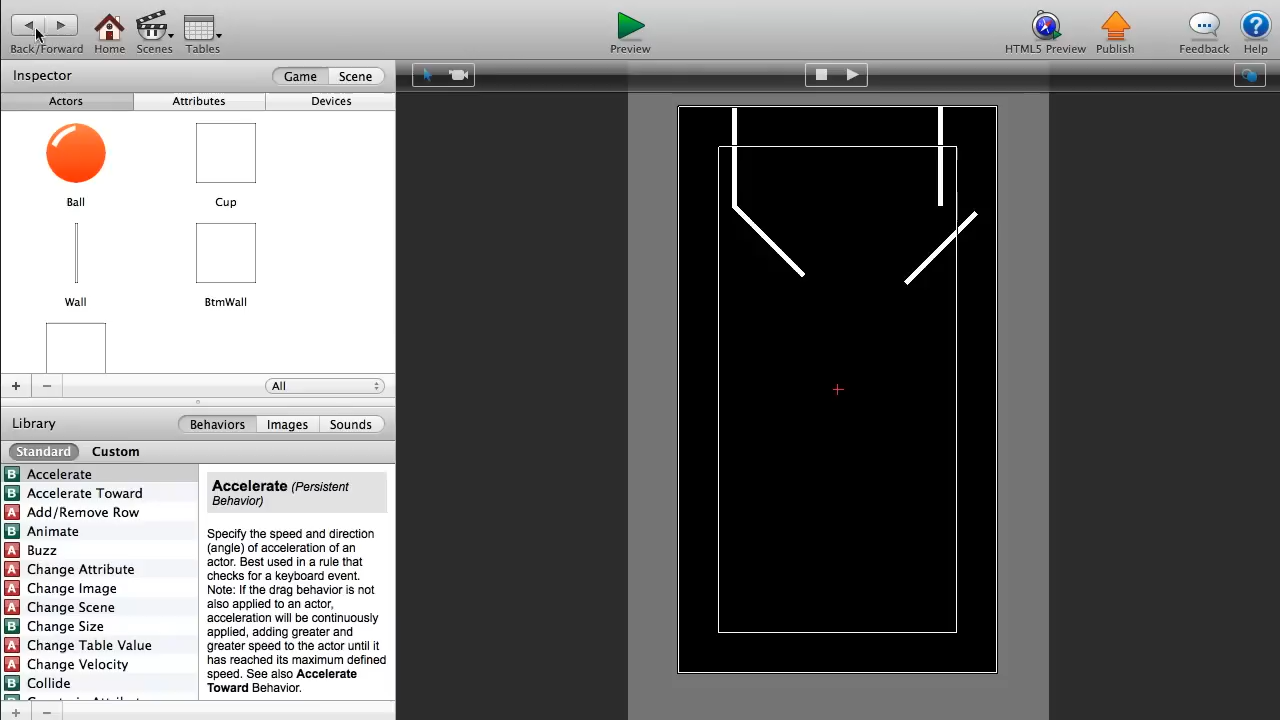 Back/Forward Home Scenes Tables Preview HTML5 Preview Publish Feedback Help
Inspector Game Scene
Actors Attributes Devices
Ball Cup
Wall BtmWall
All
Library Behaviors Images Sounds
Standard Custom
Accelerate
Accelerate Toward
Add/Remove Row
Animate
Buzz
Change Attribute
Change Image
Change Scene
Change Size
Change Table Value
Change Velocity
Collide
Accelerate (Persistent
Behavior)
Specify the speed and direction
(angle) of acceleration of an
actor. Best used in a rule that
checks for a keyboard event.
Note: If the drag behavior is not
also applied to an actor,
acceleration will be continuously
applied, adding greater and
greater speed to the actor until it
has reached its maximum defined
speed. See also Accelerate
Toward Behavior.